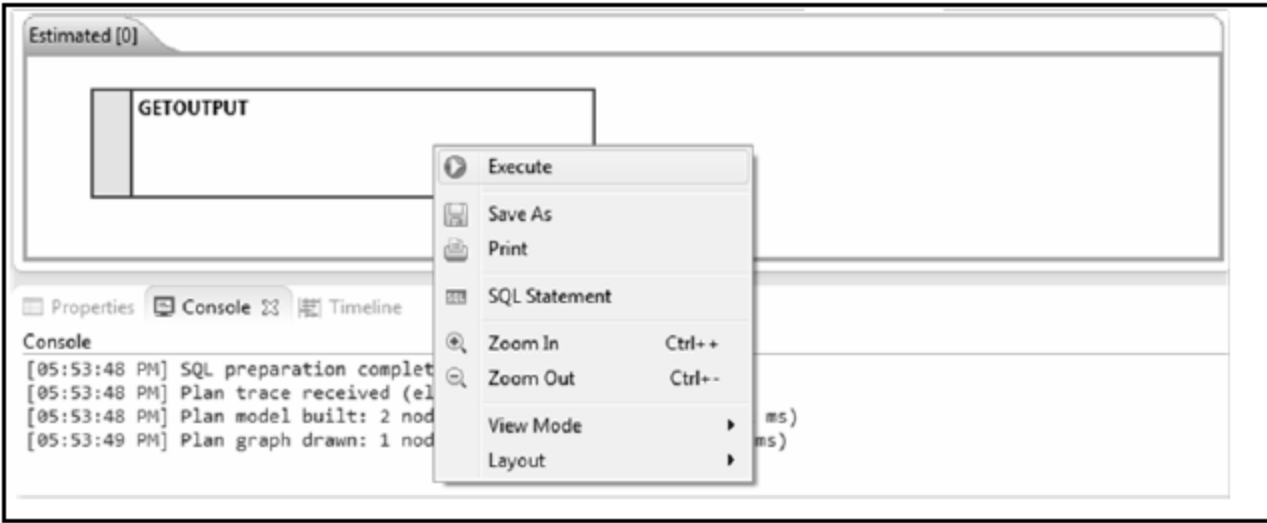 Estimated [0]
GETOUTPUT
Execute
Save As
Print
SQL Statement
Zoom In Ctrl++
Zoom Out Ctrl+-
View Mode
Layout
Properties Console Timeline
Console
[05:53:48 PM] SQL preparation complet
[05:53:48 PM] Plan trace received (el
[05:53:48 PM] Plan model built: 2 nod ms)
[05:53:49 PM] Plan graph drawn: 1 nod ms)